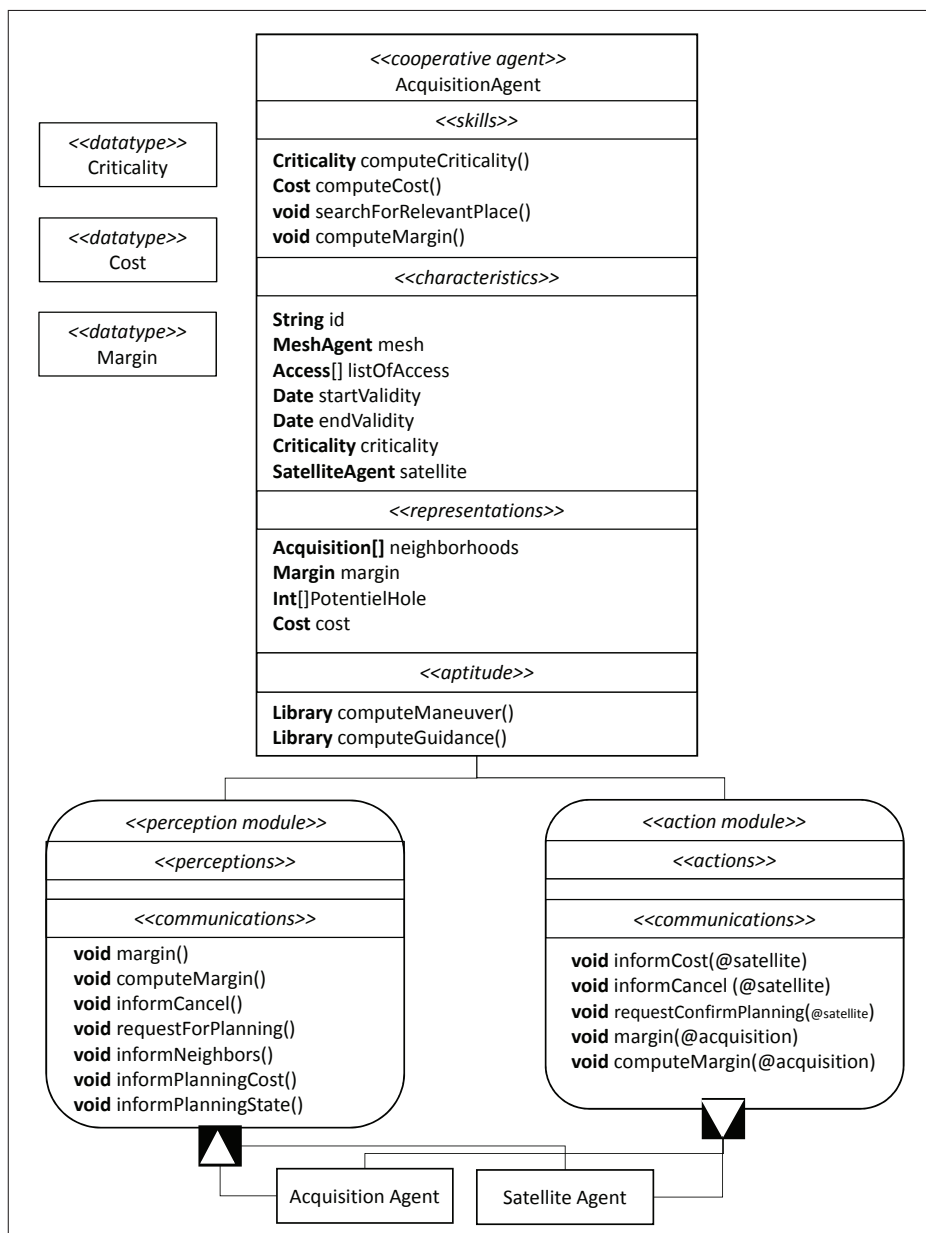 <<cooperative agent>>
AcquisitionAgent
<<skills>>
Criticality computeCriticality()
Cost computeCost()
void searchForRelevantPlace()
void computeMargin()
<<datatype>>
Criticality
<<datatype>>
Cost
<<datatype>>
Margin
<<characteristics>>
String id
MeshAgent mesh
Access[] listOfAccess
Date startValidity
Date endValidity
Criticality criticality
SatelliteAgent satellite
<<representations>>
Acquisition[] neighborhoods
Margin margin
Int[]PotentielHole
Cost cost
<<aptitude>>
Library computeManeuver()
Library computeGuidance()
<<perception module>>
<<perceptions>>
<<communications>>
void margin()
void computeMargin()
void informCancel()
void requestForPlanning()
void informNeighbors()
void informPlanningCost()
void informPlanningState()
<<action module>>
<<actions>>
<<communications>>
void informCost(@satellite)
void informCancel (@satellite)
void requestConfirmPlanning(@satellite)
void margin(@acquisition)
void computeMargin(@acquisition)
Acquisition Agent
Satellite Agent